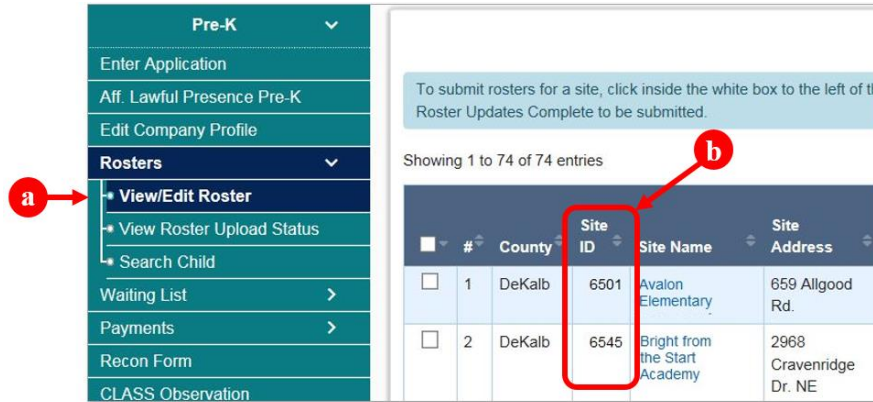 Pre-K
Enter Application
Aff. Lawful Presence Pre-K
Edit Company Profile
Rosters
a
View/Edit Roster
View Roster Upload Status
Search Child
Waiting List
Payments
Recon Form
CLASS Observation
To submit rosters for a site, click inside the white box to the left of
Roster Updates Complete to be submitted.
Showing 1 to 74 of 74 entries
b
# County Site ID Site Name Site Address
1 DeKalb 6501 Avalon Elementary 659 Allgood Rd.
2 DeKalb 6545 Bright from the Start Academy 2968 Cravenridge Dr. NE